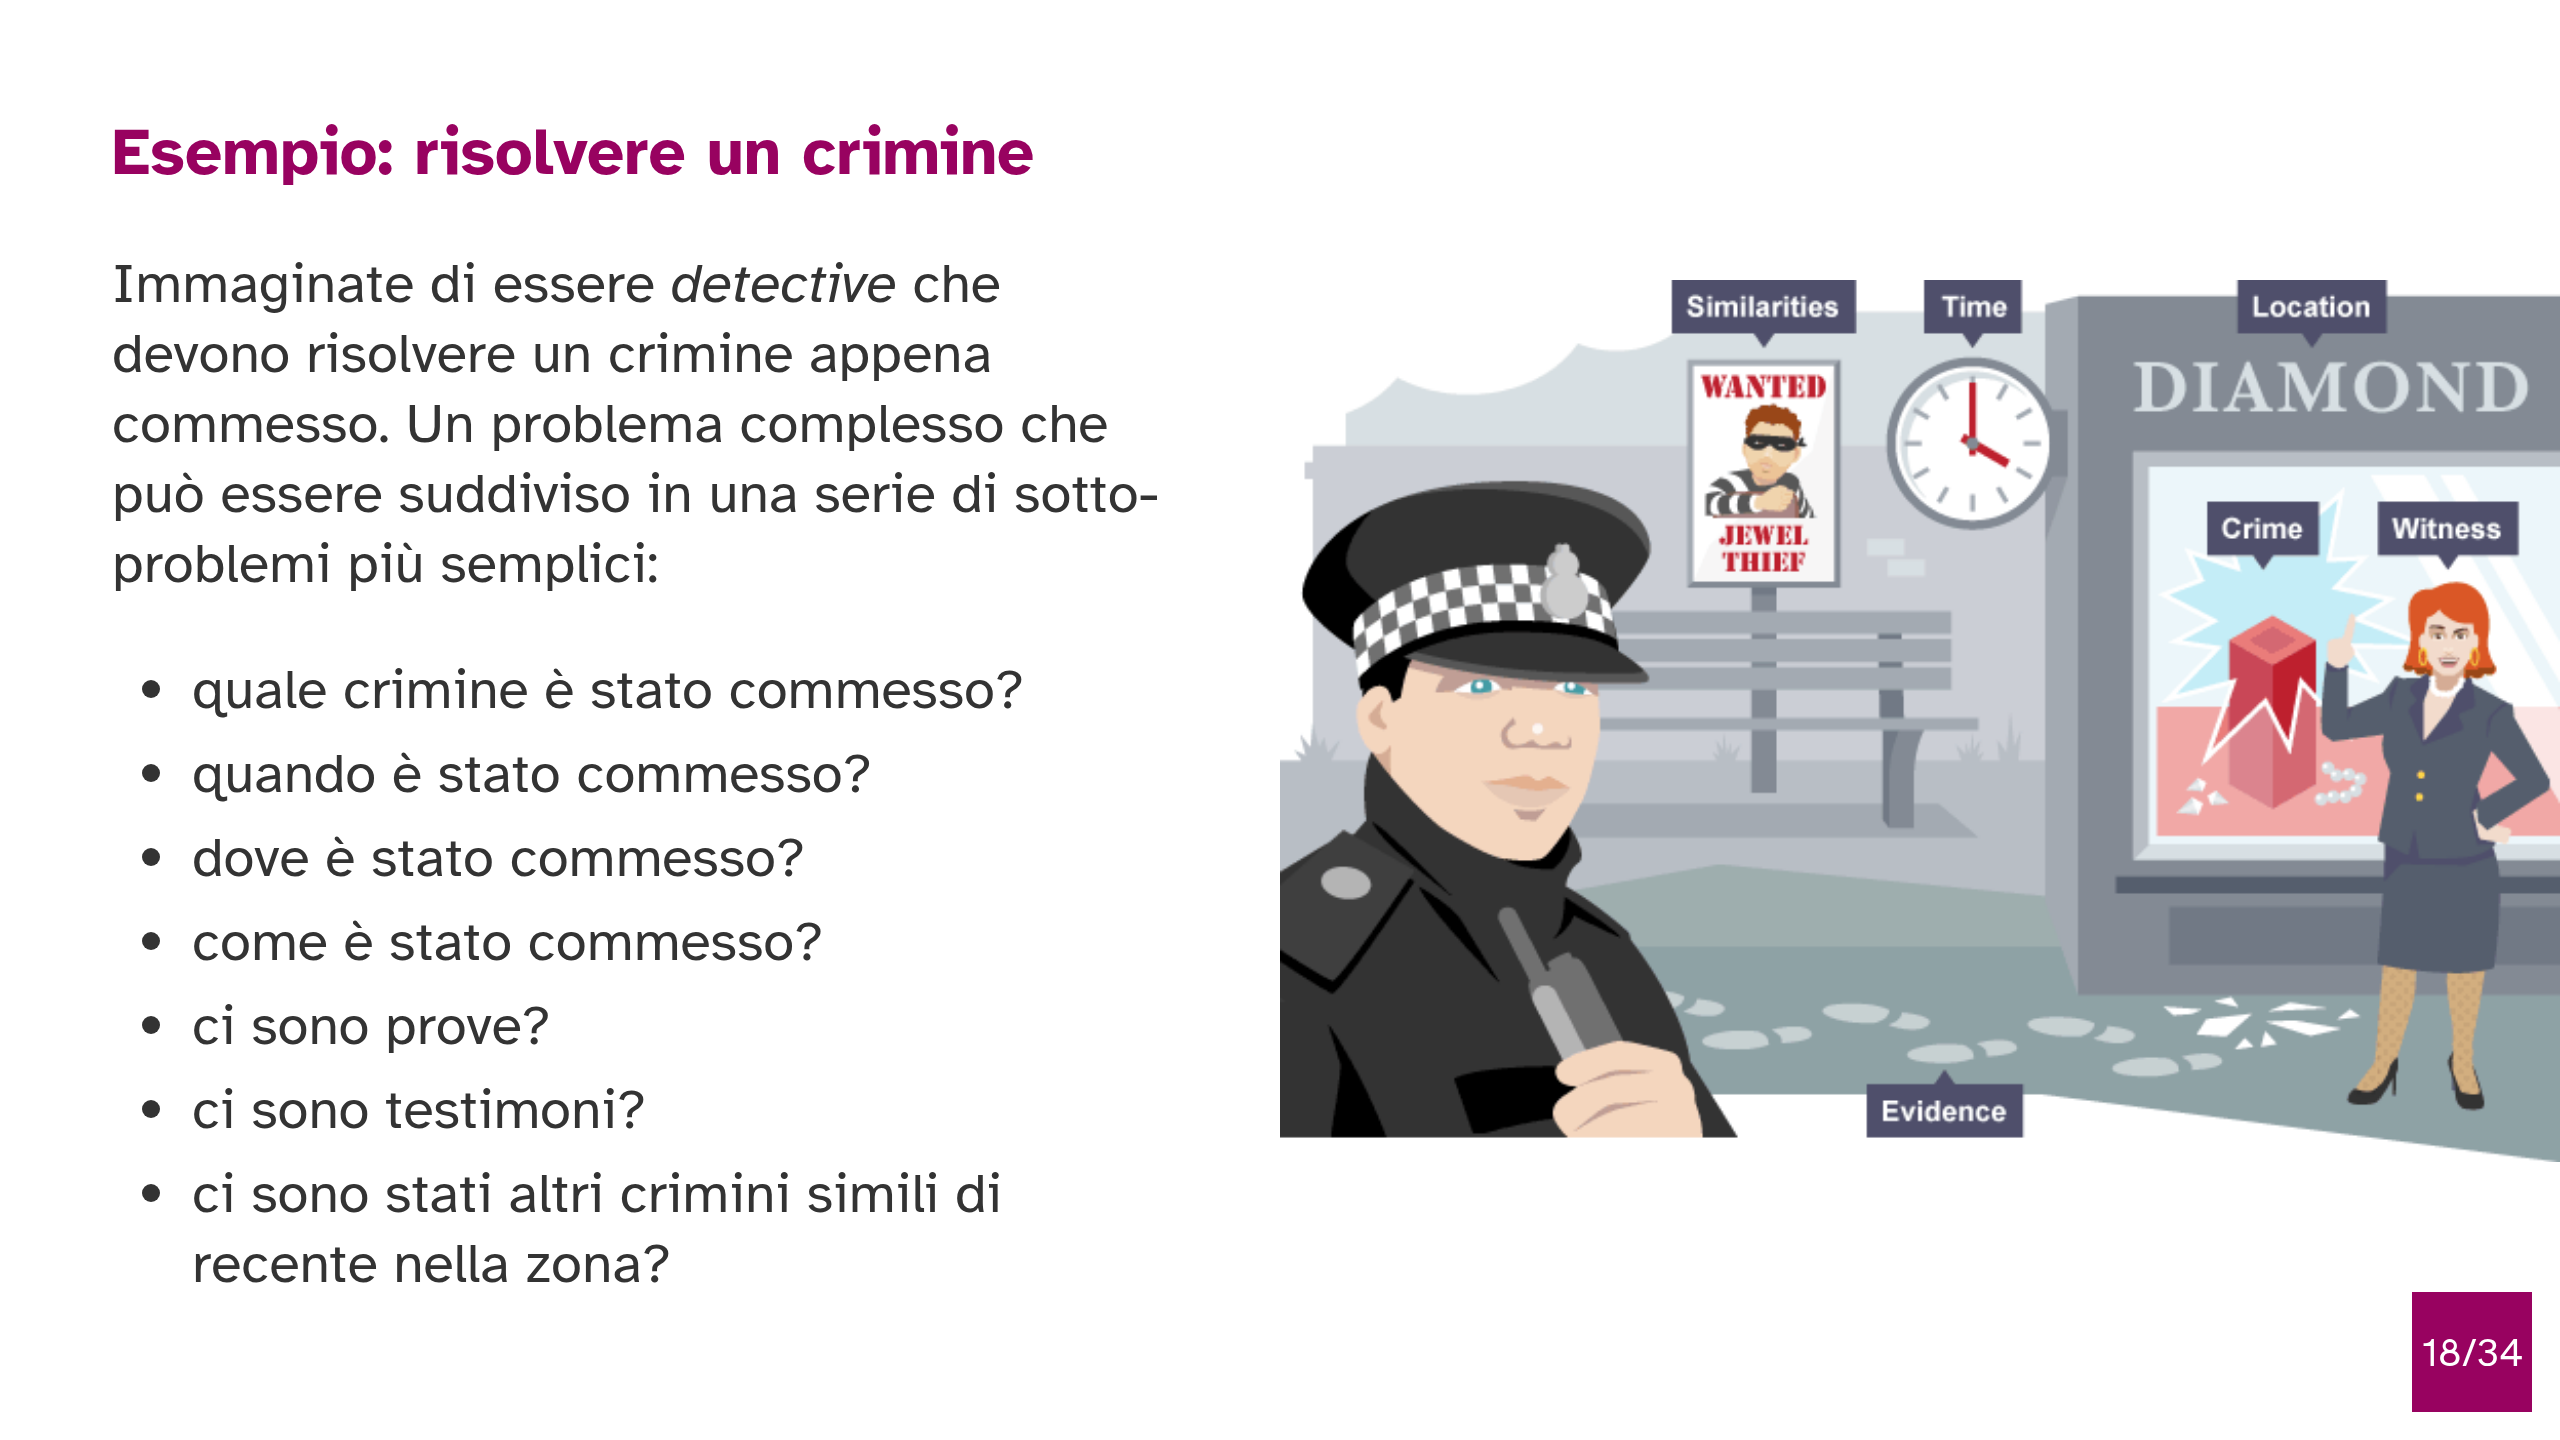 Esempio: risolvere un crimine
Immaginate di essere detective che
devono risolvere un crimine appena
commesso. Un problema complesso che
può essere suddiviso in una serie di sotto-
problemi più semplici:
• quale crimine è stato commesso?
• quando è stato commesso?
• dove è stato commesso?
• come è stato commesso?
• ci sono prove?
• ci sono testimoni?
• ci sono stati altri crimini simili di
recente nella zona?
Similarities
Time
Location
WANTED
JEWEL
THIEF
DIAMOND
Crime
Witness
Evidence
18/34